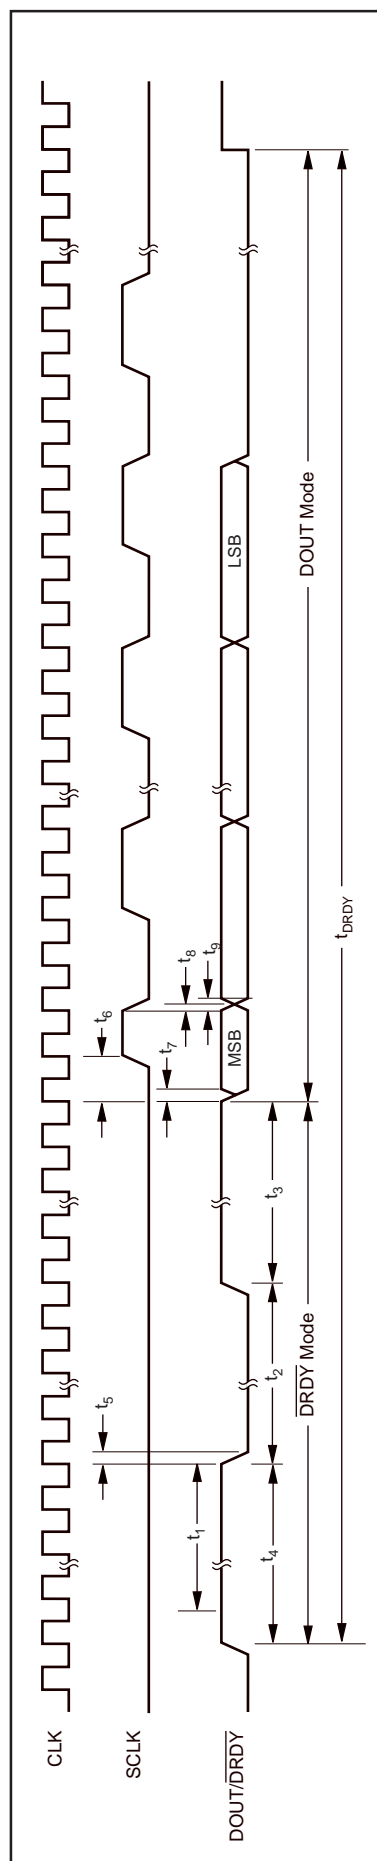 CLK
SCLK
t6
t5
t8
t7
t9
t1
DOUT/DRDY
MSB
LSB
t4
t2
t3
DRDY Mode
DOUT Mode
tDRDY